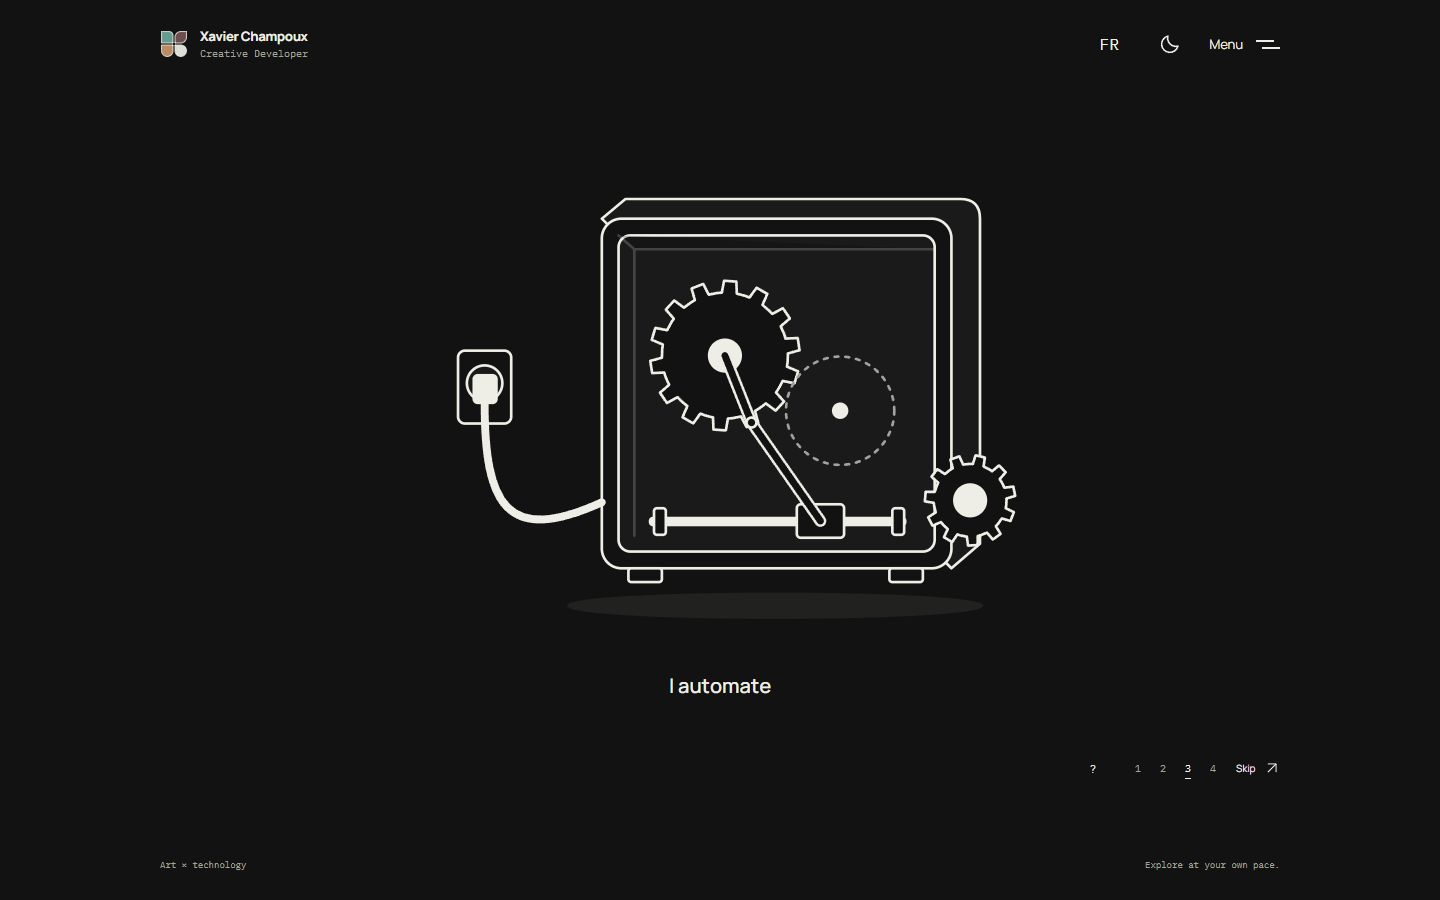 Xavier Champoux
Creative Developer
FR
Menu
I automate
? 1 2 3 4 Skip
Art × technology
Explore at your own pace.